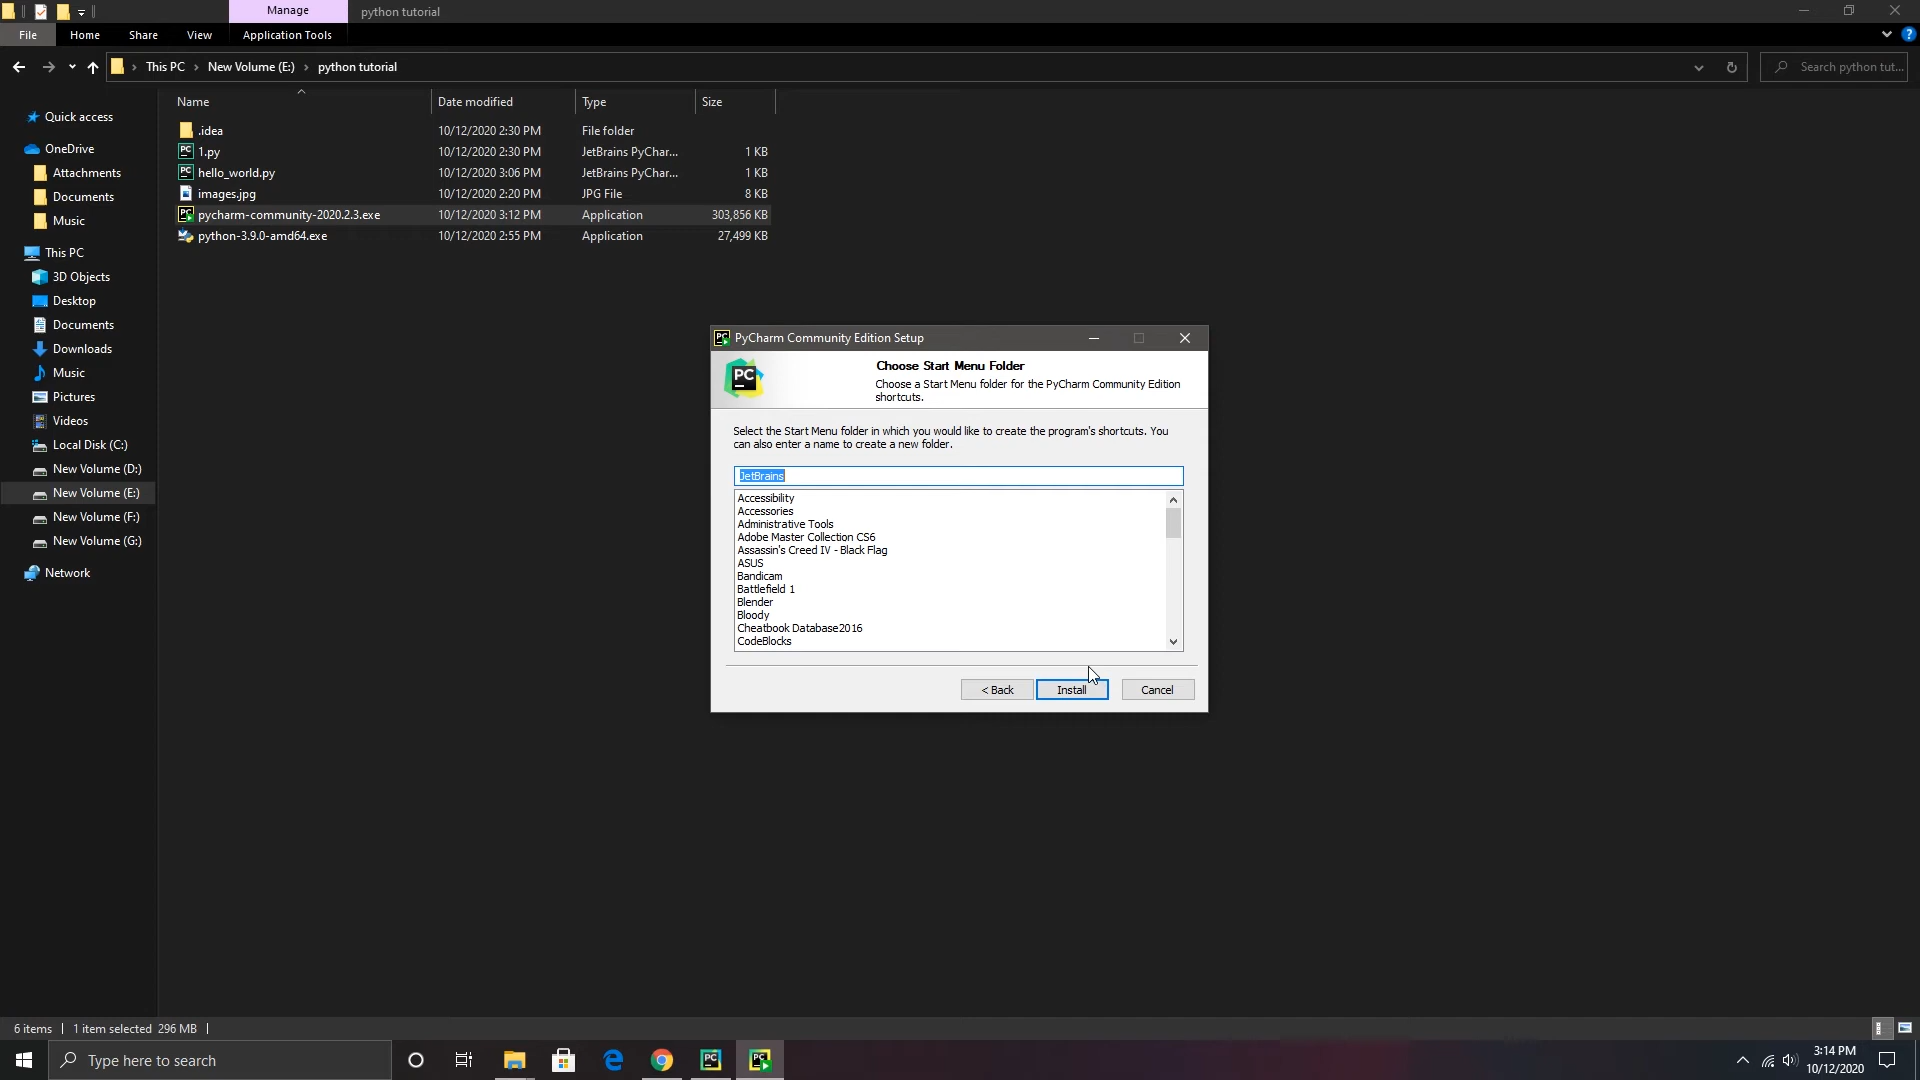 Manage
python tutorial
File
Home
Share
View
Application Tools
This PC
New Volume (E:)
python tutorial
Search python tut...
Name
Date modified
Type
Size
.idea 10/12/2020 2:30 PM File folder
1.py 10/12/2020 2:30 PM JetBrains PyChar... 1 KB
hello_world.py 10/12/2020 3:06 PM JetBrains PyChar... 1 KB
images.jpg 10/12/2020 2:20 PM JPG File 8 KB
pycharm-community-2020.2.3.exe 10/12/2020 3:12 PM Application 303,856 KB
python-3.9.0-amd64.exe 10/12/2020 2:55 PM Application 27,499 KB
Quick access
OneDrive
Attachments
Documents
Music
This PC
3D Objects
Desktop
Documents
Downloads
Music
Pictures
Videos
Local Disk (C:)
New Volume (D:)
New Volume (E:)
New Volume (F:)
New Volume (G:)
Network
PyCharm Community Edition Setup
PC
Choose Start Menu Folder
Choose a Start Menu folder for the PyCharm Community Edition
shortcuts.
Select the Start Menu folder in which you would like to create the program's shortcuts. You
can also enter a name to create a new folder.
JetBrains
Accessibility
Accessories
Administrative Tools
Adobe Master Collection CS6
Assassin's Creed IV - Black Flag
ASUS
Bandicam
Battlefield 1
Blender
Bloody
Cheatbook Database2016
CodeBlocks
< Back
Install
Cancel
6 items
1 item selected 296 MB
Type here to search
3:14 PM
10/12/2020